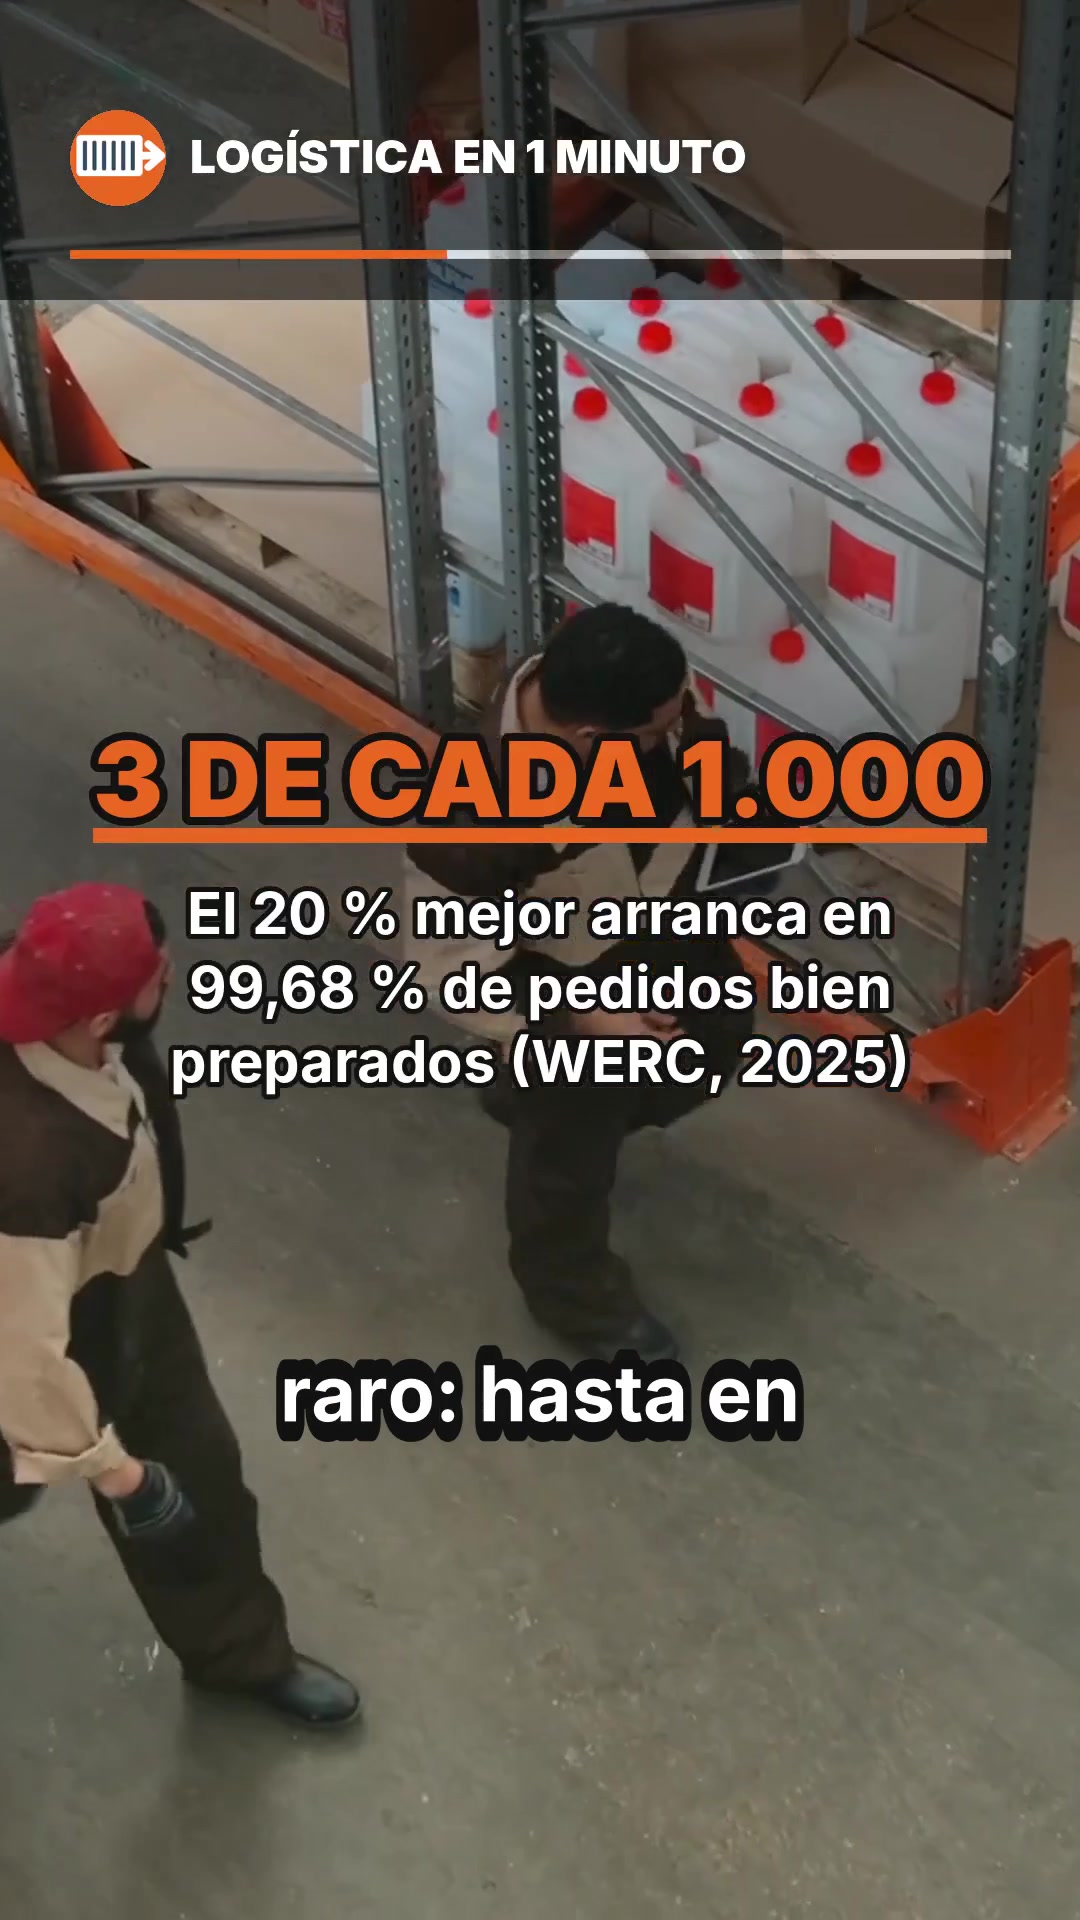 LOGÍSTICA EN 1 MINUTO
3 DE CADA 1.000
El 20 % mejor arranca en
99,68 % de pedidos bien
preparados (WERC, 2025)
raro: hasta en